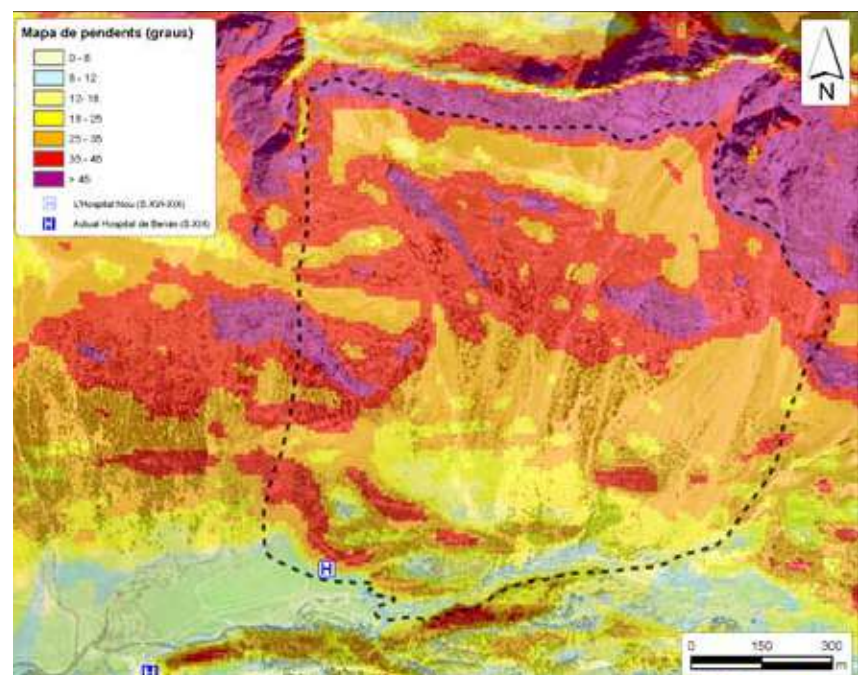 Mapa de pendents (graus)
0 - 8
8 - 12
12- 18
18 - 25
25 - 35
35 - 45
> 45
H L'Hospital Nou (S.XVI-XIX)
H Actual Hospital de Benás (S.XIX)
N
H
H
0 150 300
m